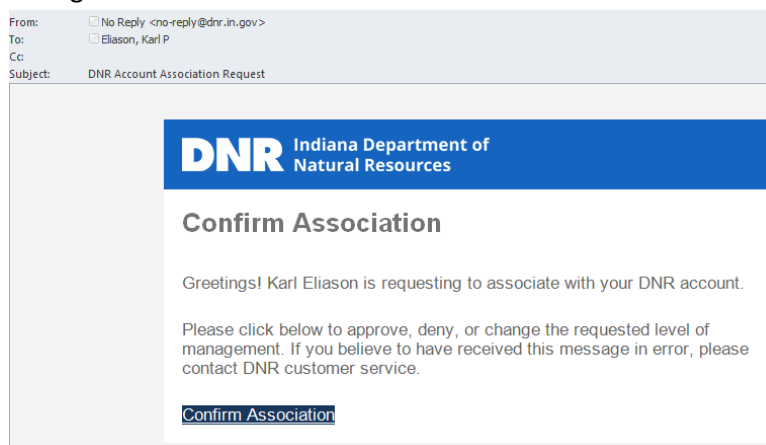 From: No Reply <no-reply@dnr.in.gov>
To: Eliason, Karl P
Cc:
Subject: DNR Account Association Request
DNR Indiana Department of
Natural Resources
Confirm Association
Greetings! Karl Eliason is requesting to associate with your DNR account.
Please click below to approve, deny, or change the requested level of
management. If you believe to have received this message in error, please
contact DNR customer service.
Confirm Association